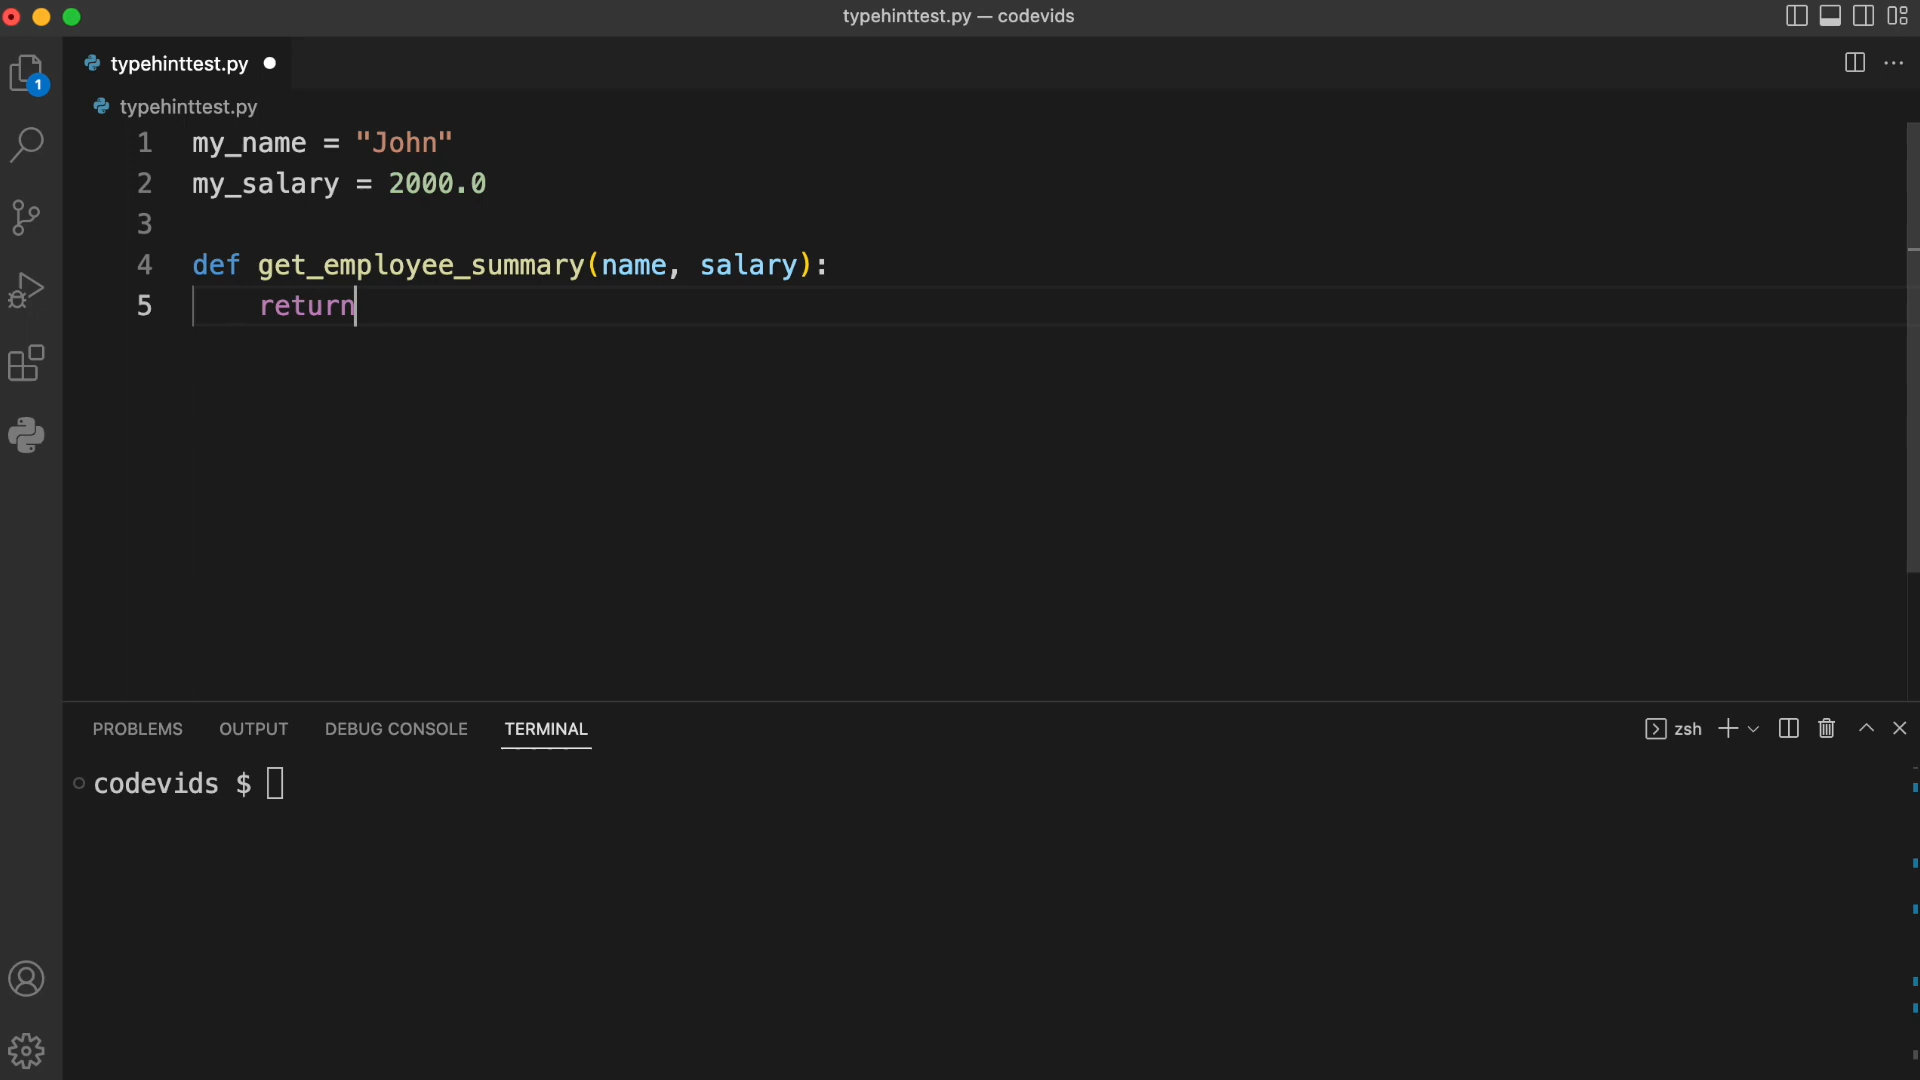 typehinttest.py — codevids
typehinttest.py
1
typehinttest.py
1 my_name = "John"
2 my_salary = 2000.0
3
4 def get_employee_summary(name, salary):
5     return
PROBLEMS OUTPUT DEBUG CONSOLE TERMINAL zsh
codevids $